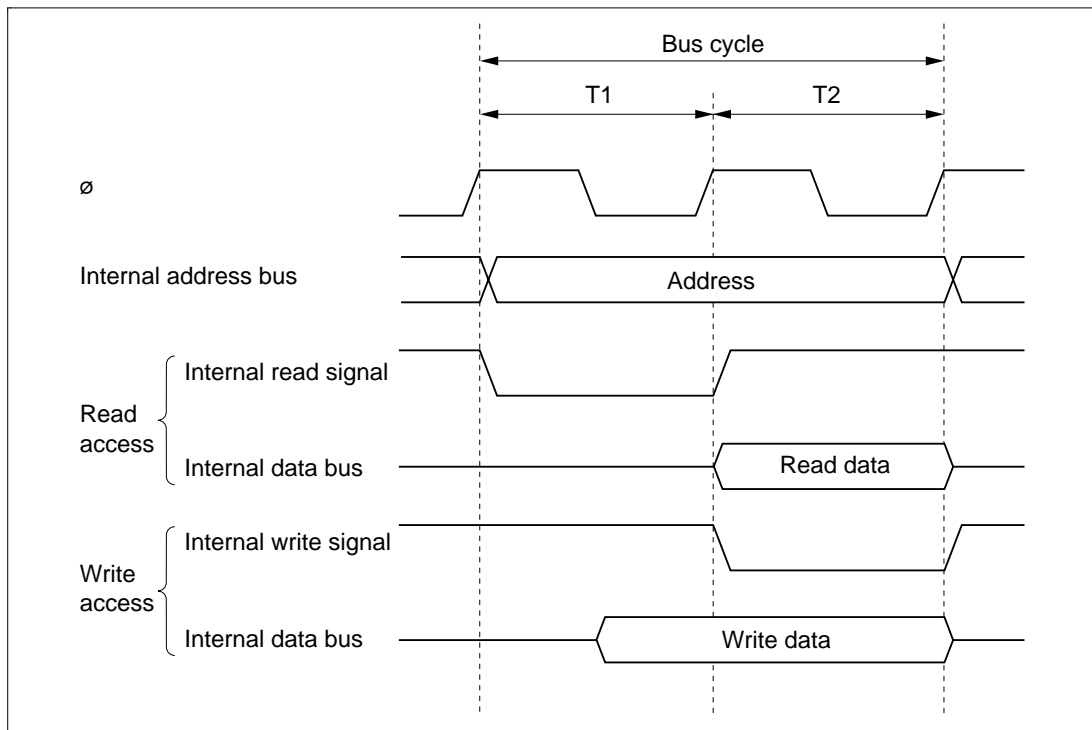 Bus cycle
T1
T2
ø
Internal address bus
Address
Internal read signal
Read
access
Internal data bus
Read data
Internal write signal
Write
access
Internal data bus
Write data